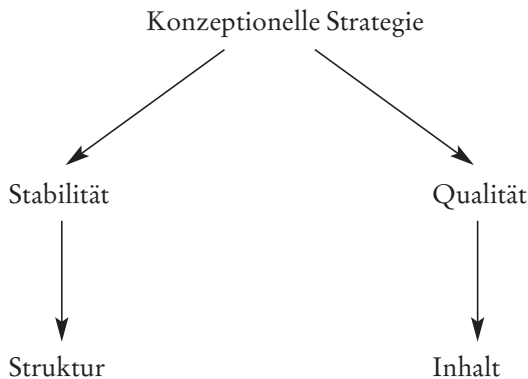 Konzeptionelle Strategie
Stabilität Qualität
Struktur Inhalt